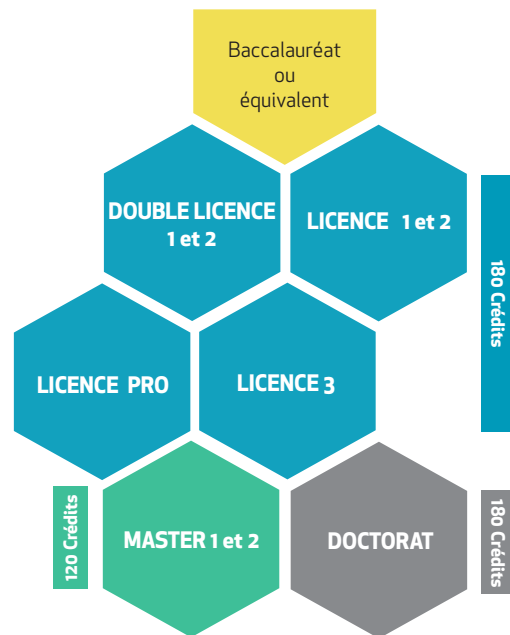 Baccalauréat
ou
équivalent
DOUBLE LICENCE
1 et 2
LICENCE 1 et 2
180 Crédits
LICENCE PRO
LICENCE 3
120 Crédits
MASTER 1 et 2
DOCTORAT
180 Crédits